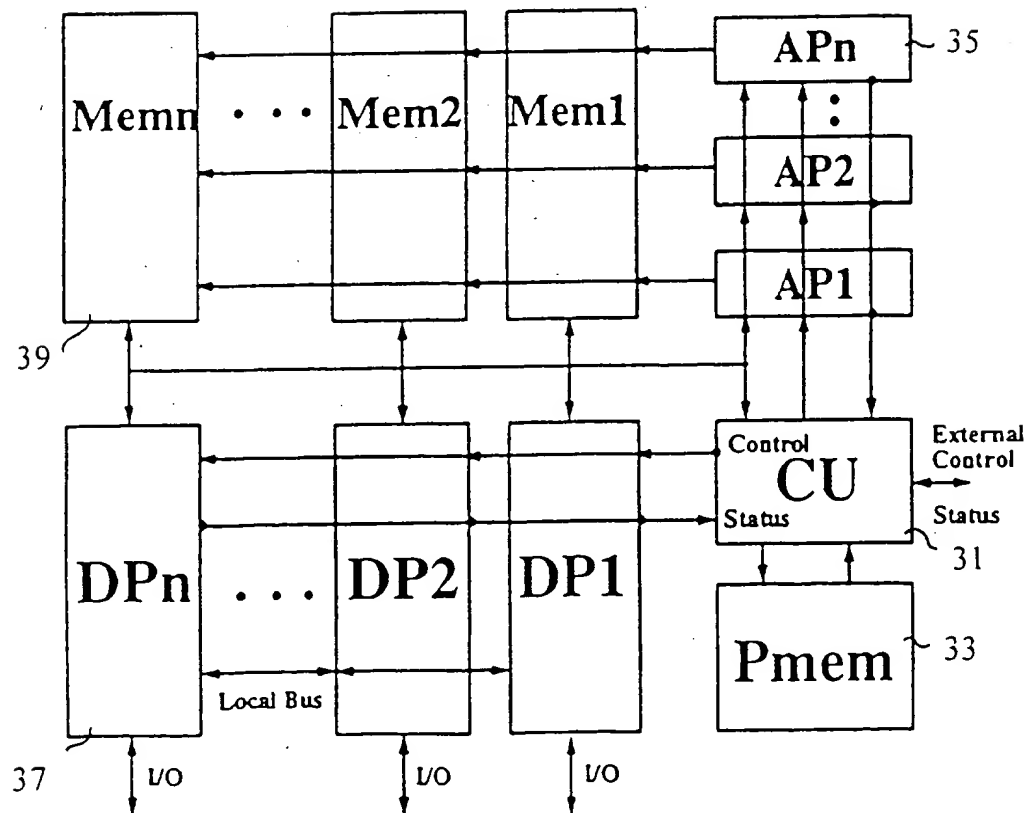 APn
35
Memn
Mem2
Mem1
AP2
AP1
39
Control
External
Control
CU
Status
Status
31
DPn
DP2
DP1
Pmem
33
Local Bus
37
I/O
I/O
I/O